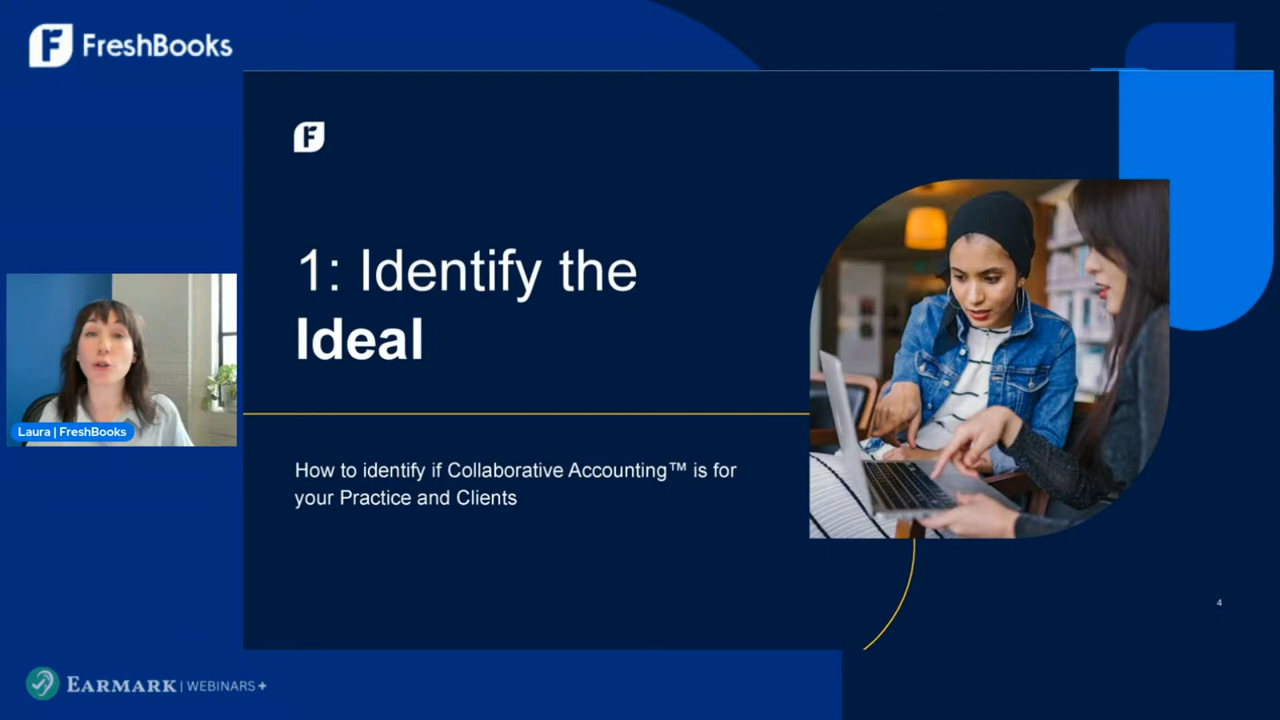 FreshBooks
1: Identify the
Ideal
How to identify if Collaborative Accounting™ is for
your Practice and Clients
Laura | FreshBooks
4
EARMARK | WEBINARS+